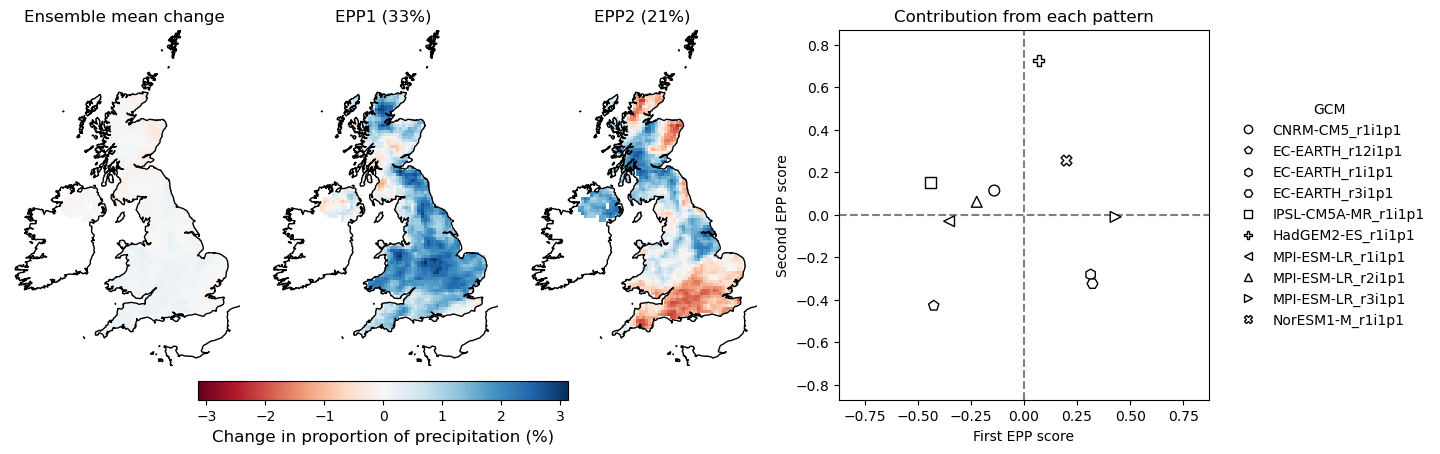 Ensemble mean change
EPP1 (33%)
EPP2 (21%)
−3 −2 −1 0 1 2 3
Change in proportion of precipitation (%)
Contribution from each pattern
Second EPP score
0.8
0.6
0.4
0.2
0.0
−0.2
−0.4
−0.6
−0.8
−0.75 −0.50 −0.25 0.00 0.25 0.50 0.75
First EPP score
GCM
CNRM-CM5_r1i1p1
EC-EARTH_r12i1p1
EC-EARTH_r1i1p1
EC-EARTH_r3i1p1
IPSL-CM5A-MR_r1i1p1
HadGEM2-ES_r1i1p1
MPI-ESM-LR_r1i1p1
MPI-ESM-LR_r2i1p1
MPI-ESM-LR_r3i1p1
NorESM1-M_r1i1p1